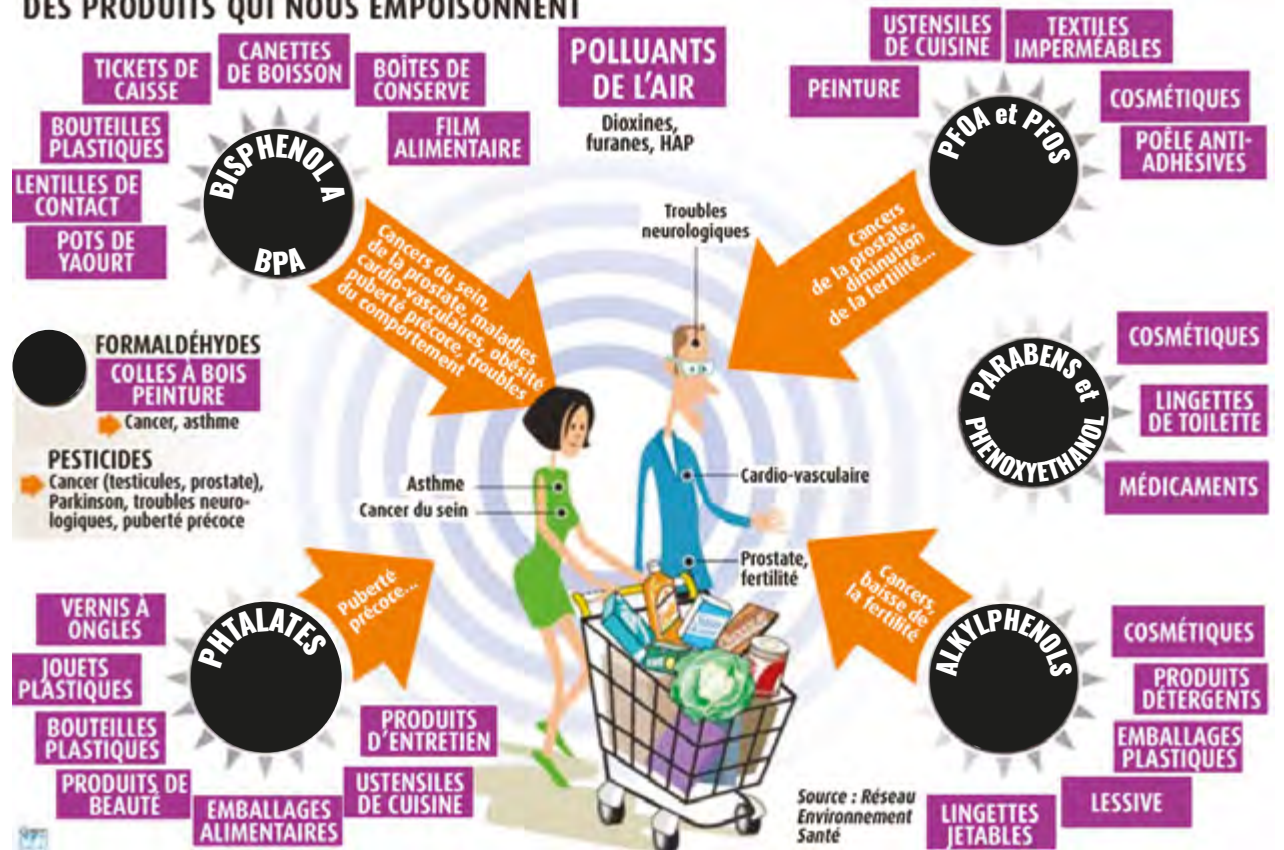 DES PRODUITS QUI NOUS EMPOISONNENT
TICKETS DE
CAISSE
CANETTES
DE BOISSON
BOÎTES DE
CONSERVE
BOUTEILLES
PLASTIQUES
FILM
ALIMENTAIRE
LENTILLES DE
CONTACT
POTS DE
YAOURT
BISPHENOL A
BPA
Cancers du sein,
de la prostate, maladies
cardio-vasculaires, obésité
puberté précoce, troubles
du comportement
POLLUANTS
DE L'AIR
Dioxines,
furanes, HAP
USTENSILES
DE CUISINE
TEXTILES
IMPERMÉABLES
PEINTURE
COSMÉTIQUES
POÊLE ANTI-
ADHÉSIVES
PFOA et PFOS
Cancers
de la prostate,
diminution
de la fertilité...
Troubles
neurologiques
FORMALDÉHYDES
COLLES À BOIS
PEINTURE
Cancer, asthme
PESTICIDES
Cancer (testicules, prostate),
Parkinson, troubles neuro-
logiques, puberté précoce
Asthme
Cancer du sein
Cardio-vasculaire
Prostate,
fertilité
PARABENS et
PHENOXYETHANOL
COSMÉTIQUES
LINGETTES
DE TOILETTE
MÉDICAMENTS
PHTALATES
Puberté
précoce...
VERNIS À
ONGLES
JOUETS
PLASTIQUES
BOUTEILLES
PLASTIQUES
PRODUITS DE
BEAUTÉ
EMBALLAGES
ALIMENTAIRES
USTENSILES
DE CUISINE
PRODUITS
D'ENTRETIEN
ALKYLPHENOLS
Cancers,
baisse de
la fertilité
COSMÉTIQUES
PRODUITS
DÉTERGENTS
EMBALLAGES
PLASTIQUES
LESSIVE
LINGETTES
JETABLES
Source : Réseau
Environnement
Santé